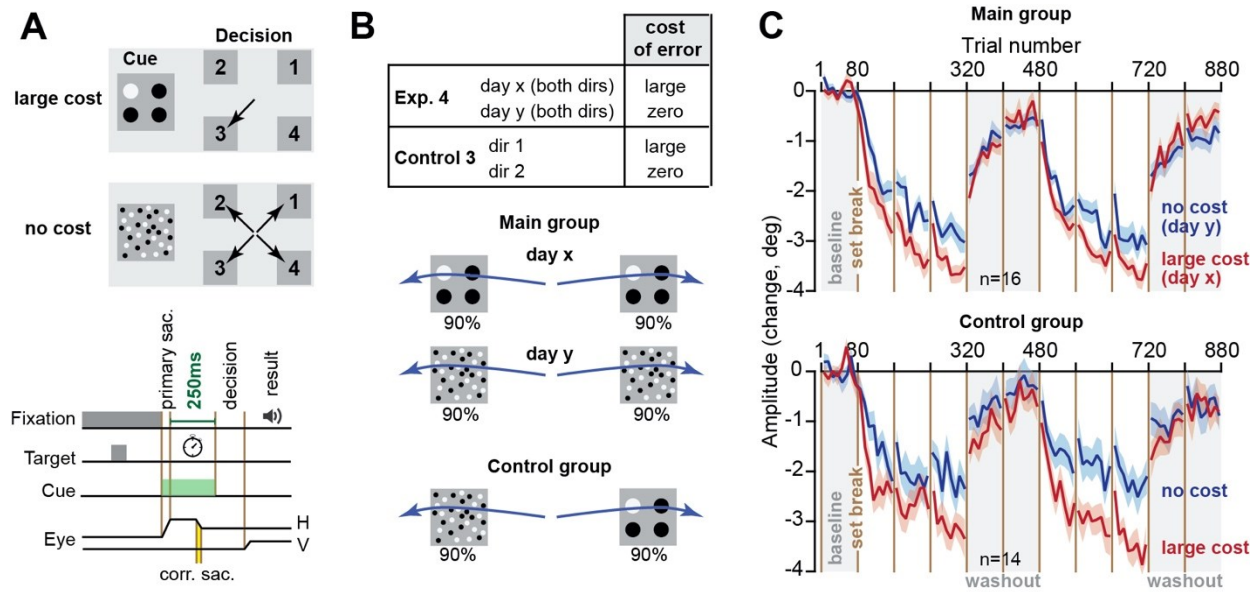 A
Decision
Cue
large cost
2
1
3
4
no cost
2
1
3
4
primary sac.
250ms
decision
result
Fixation
Target
Cue
Eye
H
V
corr. sac.
B
cost of error
Exp. 4
day x (both dirs)
large
day y (both dirs)
zero
Control 3
dir 1
large
dir 2
zero
Main group
day x
90%
90%
day y
90%
90%
Control group
90%
90%
C
Main group
Trial number
1 80 320 480 720 880
0
-1
-2
-3
-4
baseline
set break
n=16
no cost
(day y)
large cost
(day x)
Amplitude (change, deg)
Control group
1 80 320 480 720 880
0
-1
-2
-3
-4
baseline
set break
n=14
no cost
large cost
washout
washout